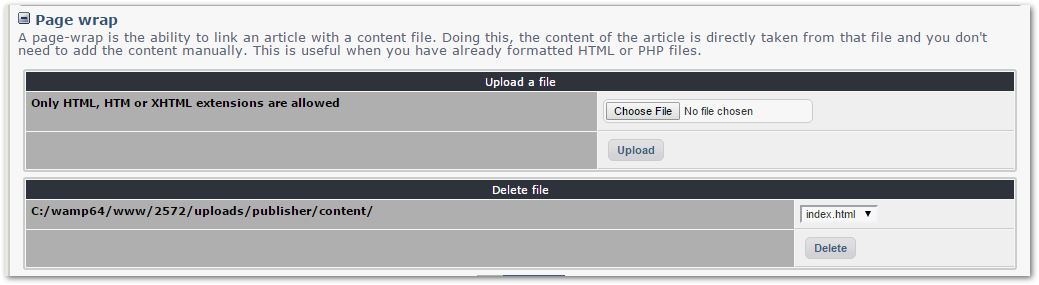 Page wrap
A page-wrap is the ability to link an article with a content file. Doing this, the content of the article is directly taken from that file and you don't
need to add the content manually. This is useful when you have already formatted HTML or PHP files.
Upload a file
Only HTML, HTM or XHTML extensions are allowed
Choose File No file chosen
Upload
Delete file
C:/wamp64/www/2572/uploads/publisher/content/
index.html
Delete